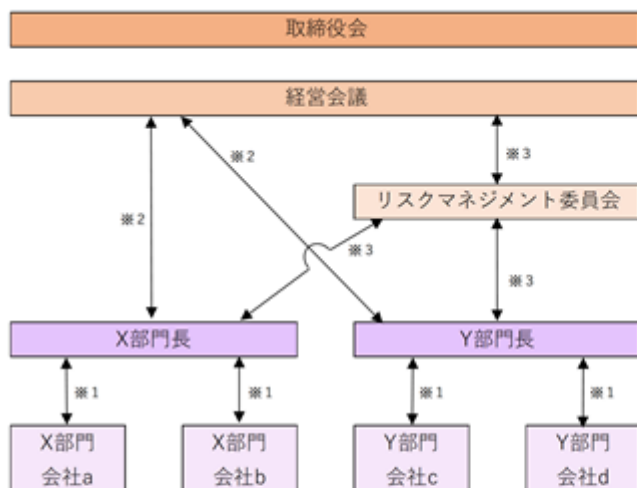 取締役会
経営会議
※2
※3
リスクマネジメント委員会
※2
※3
※3
X部門長
Y部門長
※1
※1
※1
※1
X部門
会社a
X部門
会社b
Y部門
会社c
Y部門
会社d